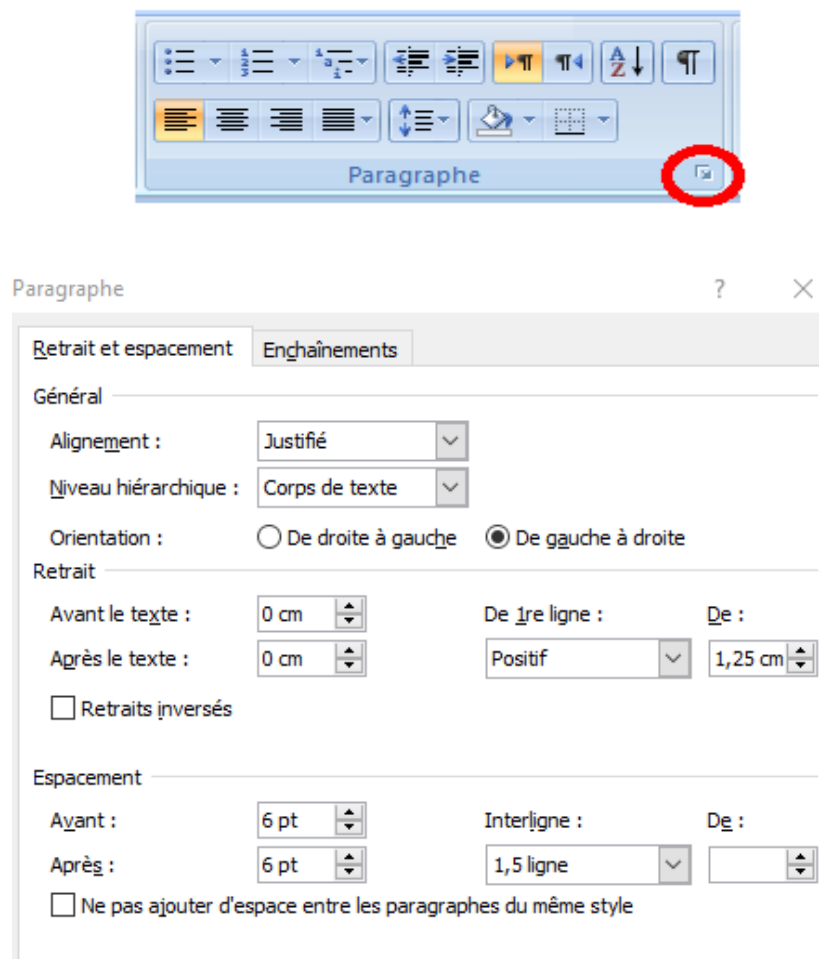 Paragraphe
Paragraphe ?
Retrait et espacement Enchaînements
Général
Alignement : Justifié
Niveau hiérarchique : Corps de texte
Orientation : De droite à gauche De gauche à droite
Retrait
Avant le texte : 0 cm De 1re ligne : De :
Après le texte : 0 cm Positif 1,25 cm
Retraits inversés
Espacement
Avant : 6 pt Interligne : De :
Après : 6 pt 1,5 ligne
Ne pas ajouter d'espace entre les paragraphes du même style